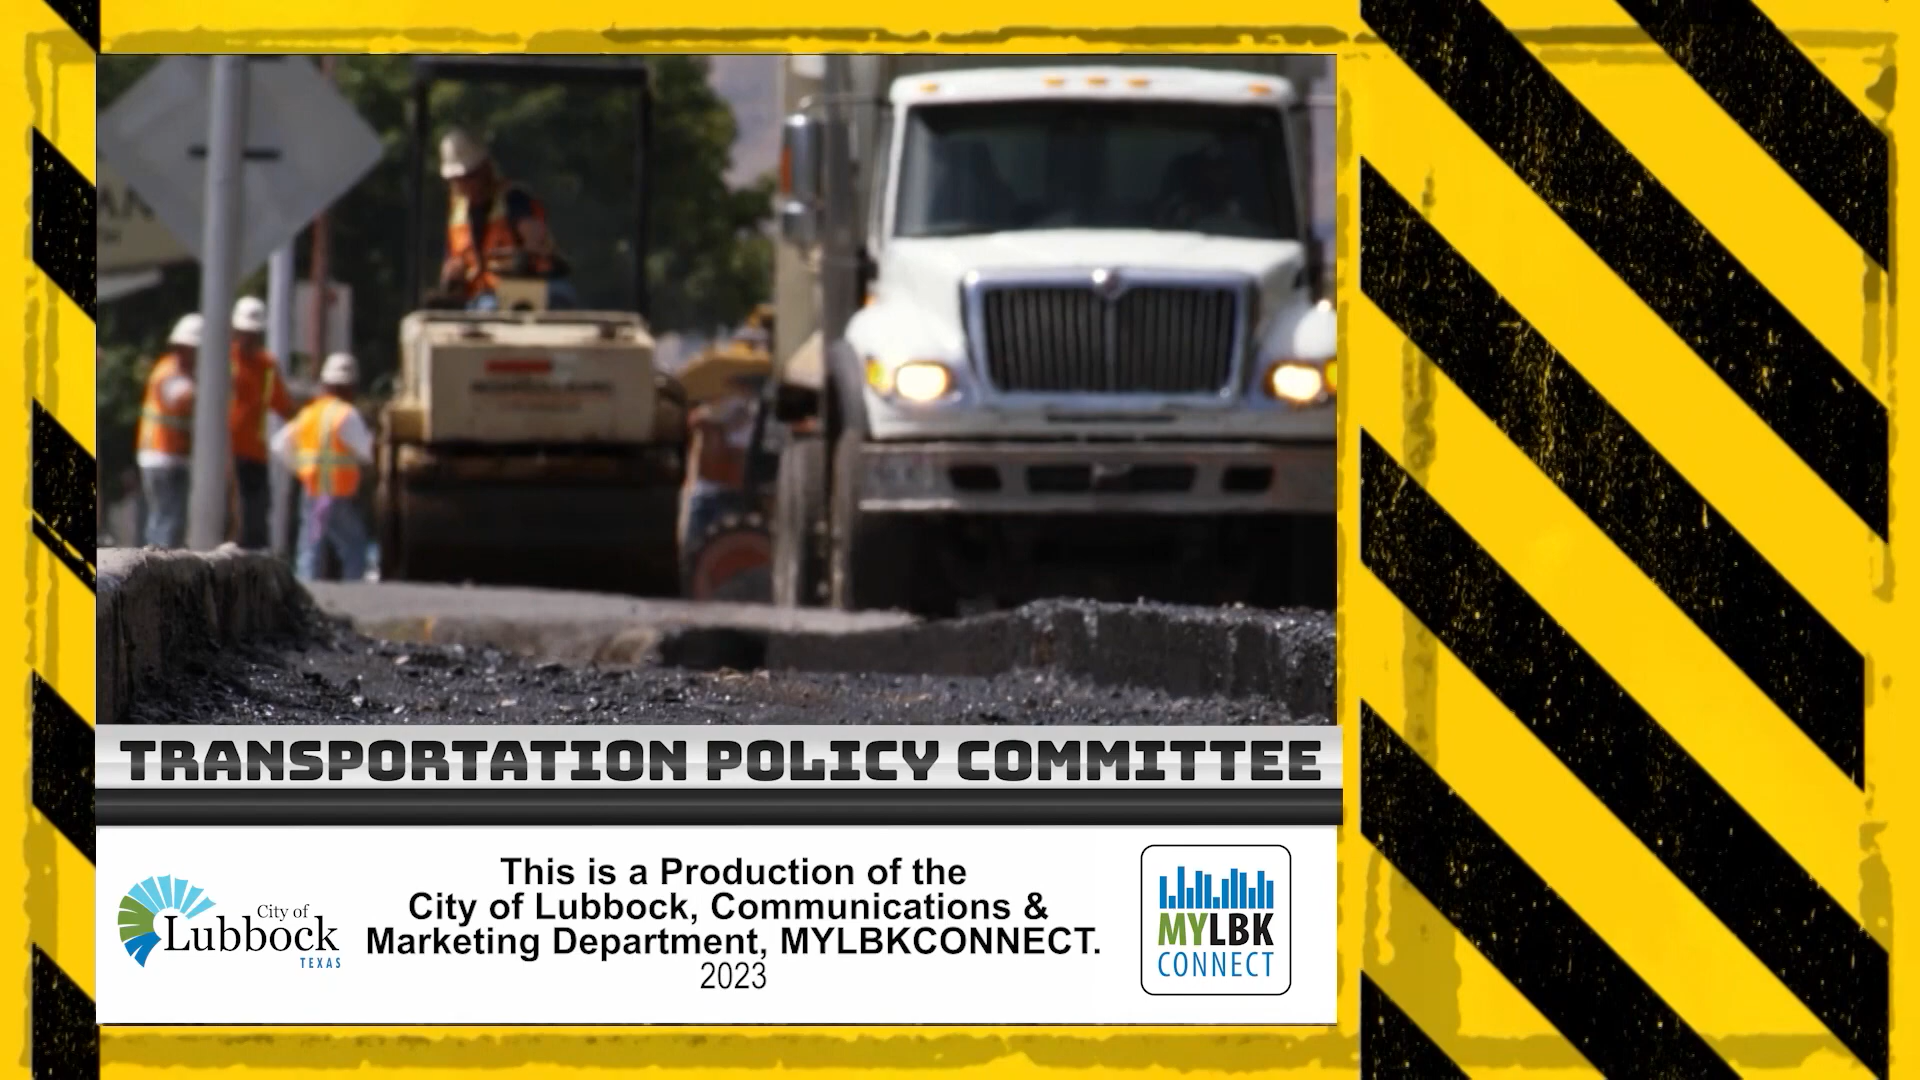 TRANSPORTATION POLICY COMMITTEE
City of
Lubbock
TEXAS
This is a Production of the
City of Lubbock, Communications &
Marketing Department, MYLBKCONNECT.
2023
MYLBK
CONNECT